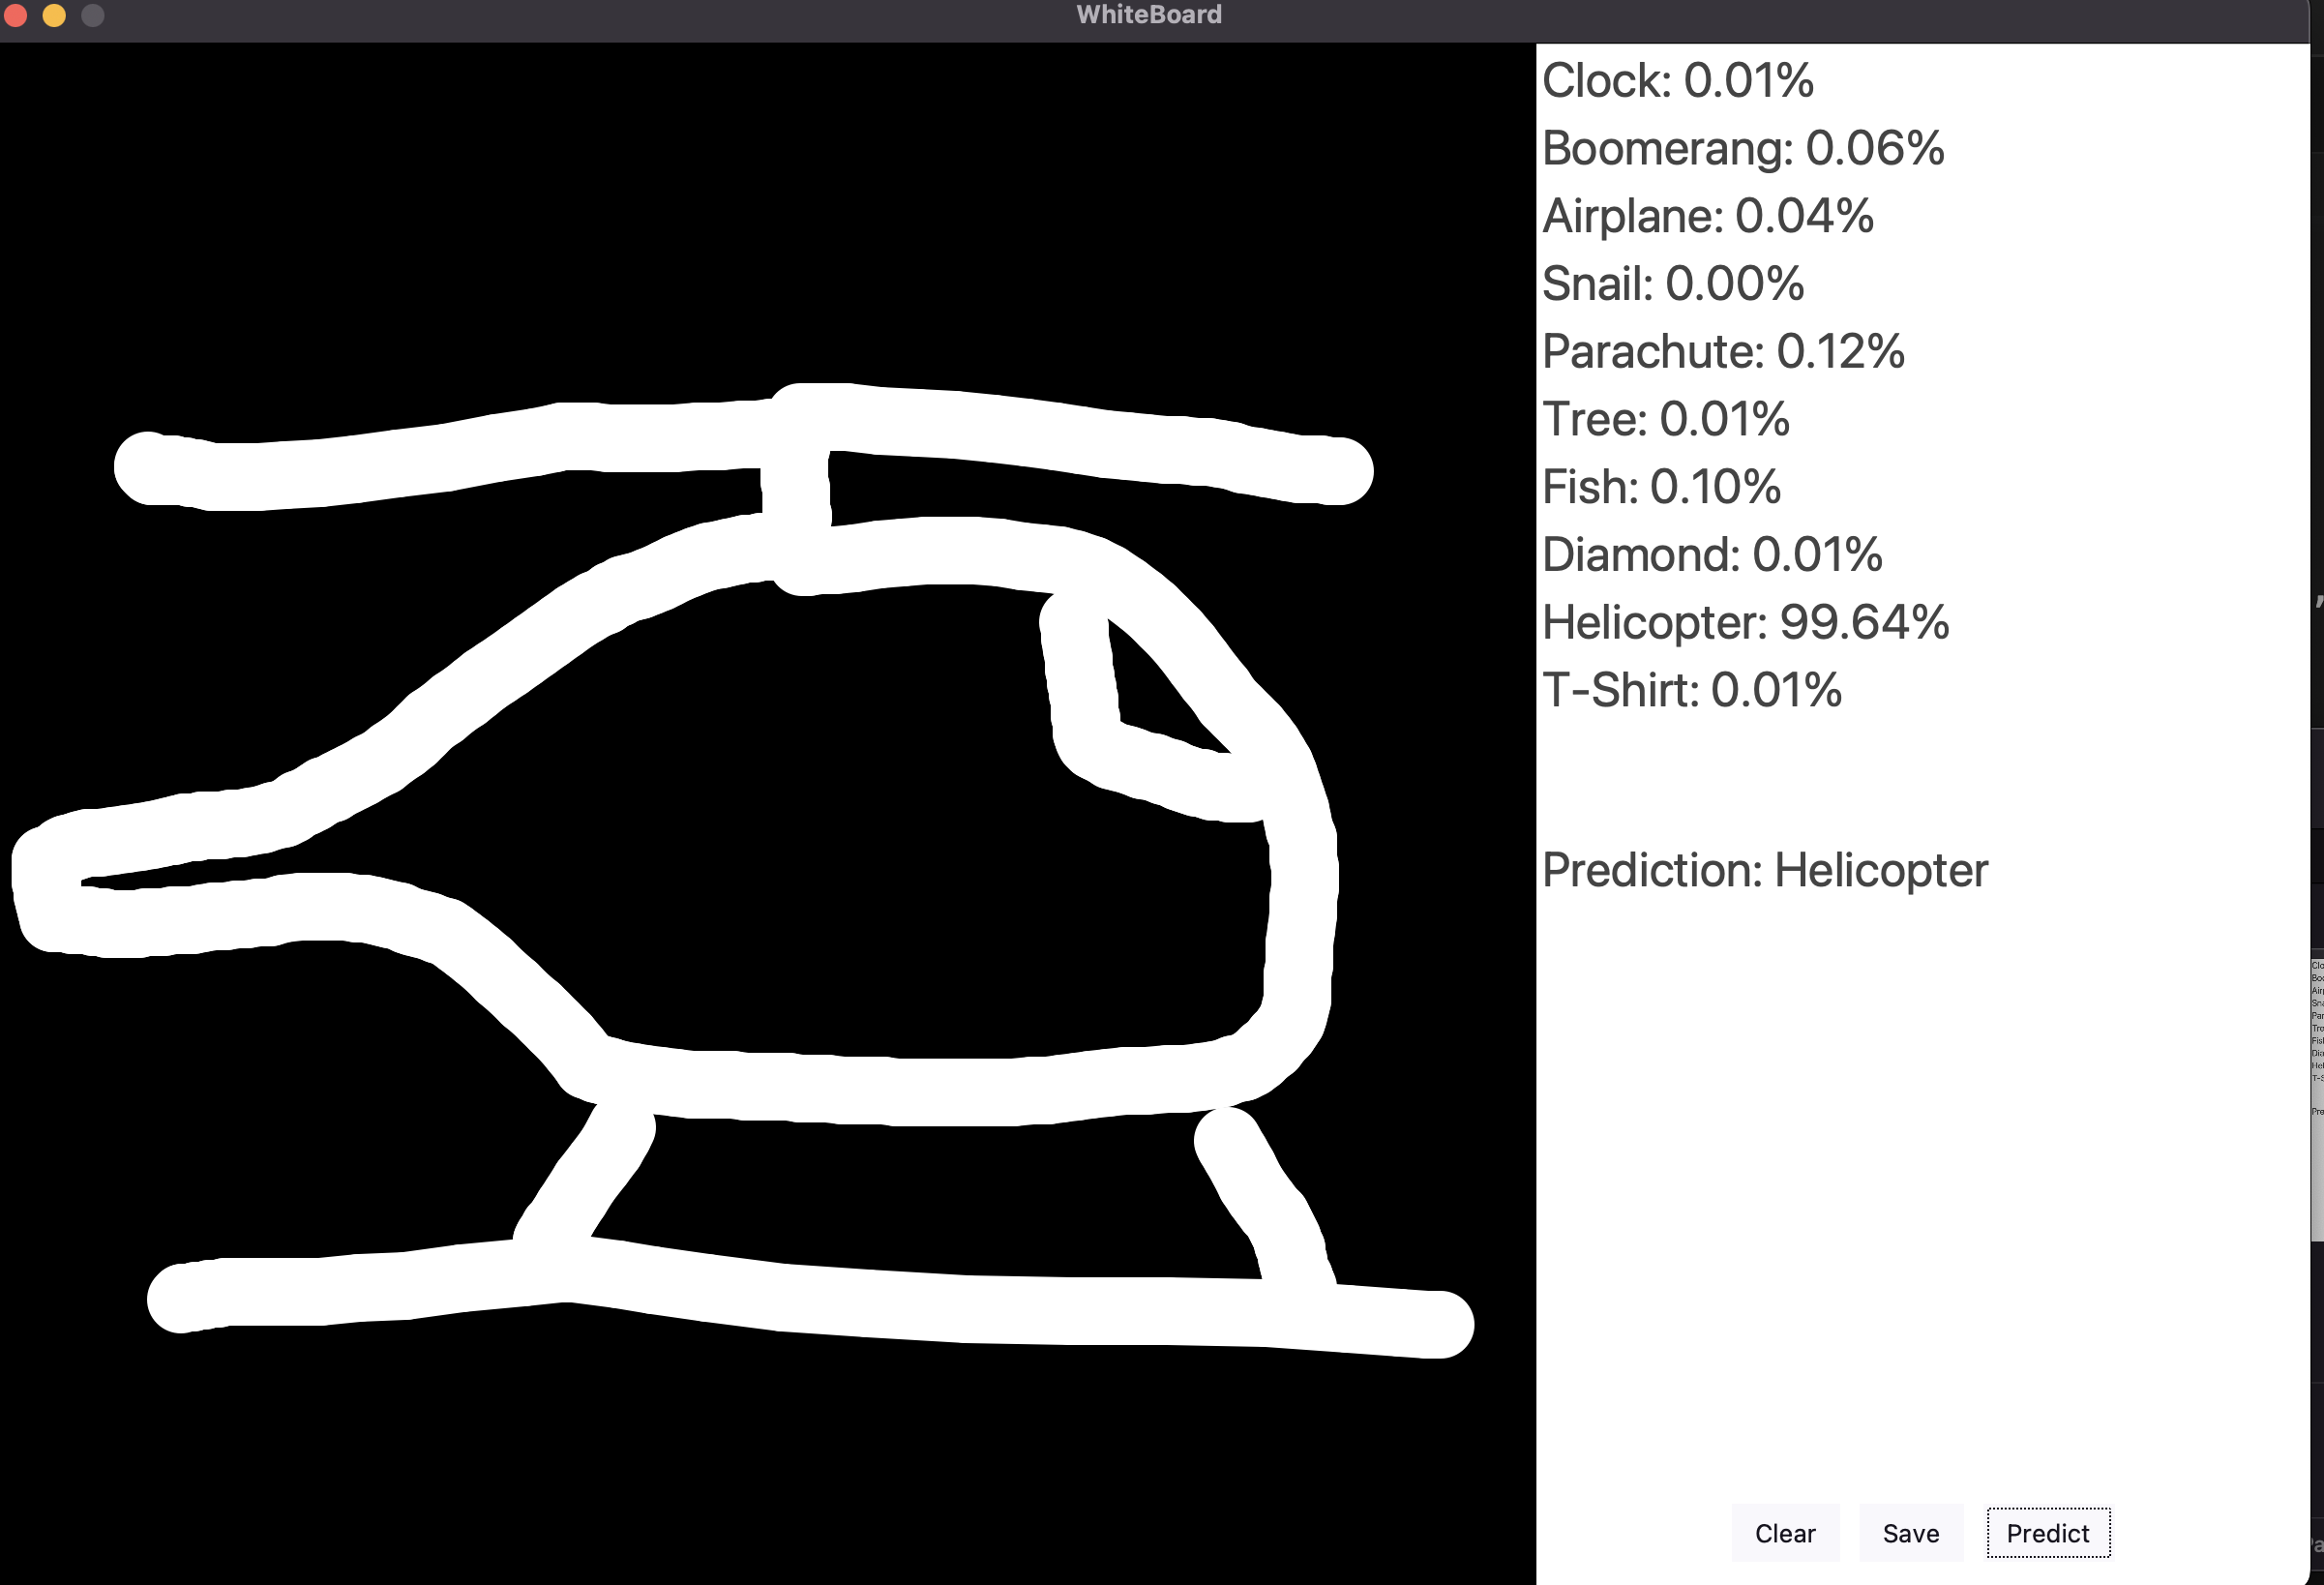 WhiteBoard
Clock: 0.01%
Boomerang: 0.06%
Airplane: 0.04%
Snail: 0.00%
Parachute: 0.12%
Tree: 0.01%
Fish: 0.10%
Diamond: 0.01%
Helicopter: 99.64%
T-Shirt: 0.01%
Prediction: Helicopter
Clear Save Predict